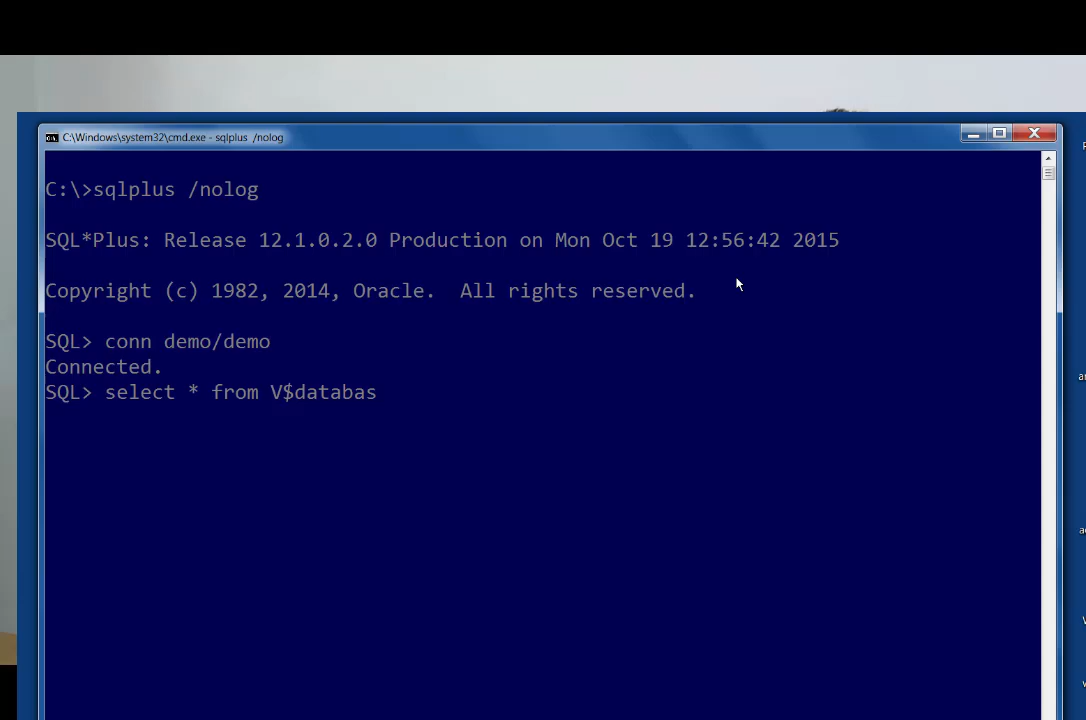 C:\Windows\system32\cmd.exe - sqlplus /nolog
C:\>sqlplus /nolog
SQL*Plus: Release 12.1.0.2.0 Production on Mon Oct 19 12:56:42 2015
Copyright (c) 1982, 2014, Oracle.  All rights reserved.
SQL> conn demo/demo
Connected.
SQL> select * from V$databas